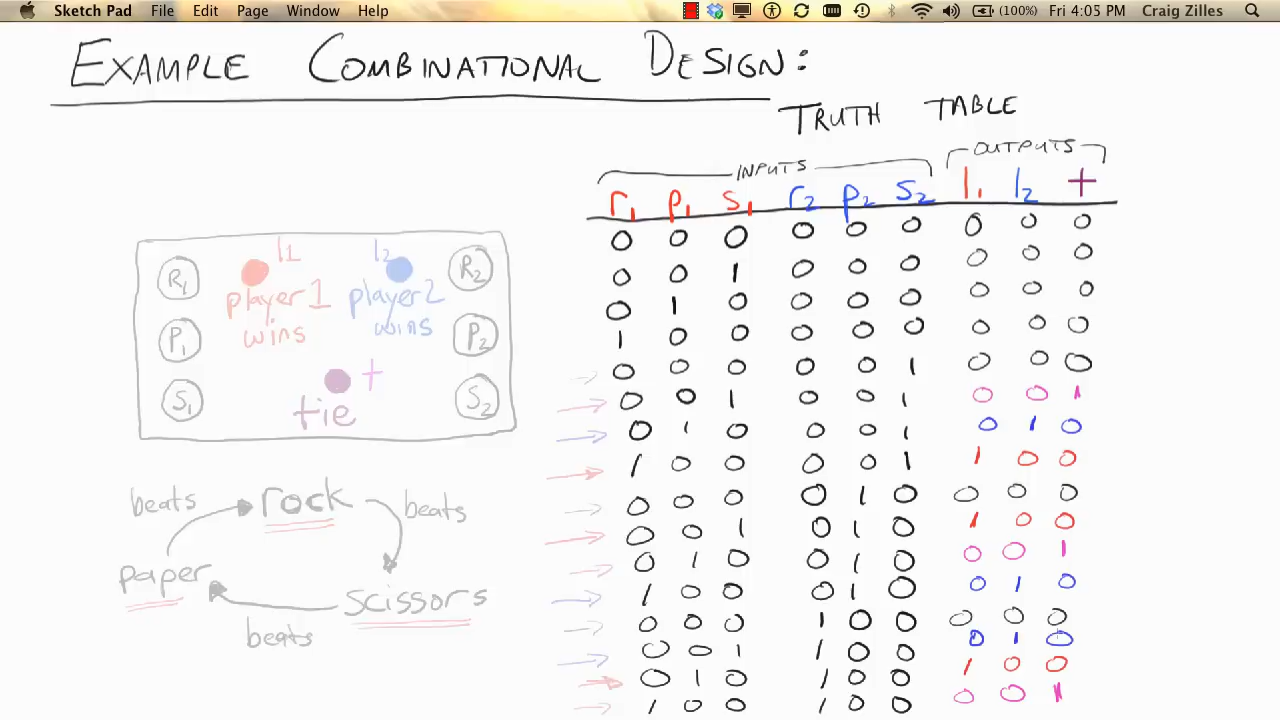 Sketch Pad File Edit Page Window Help (100%) Fri 4:05 PM Craig Zilles
EXAMPLE COMBINATIONAL DESIGN:
TRUTH TABLE
INPUTS OUTPUTS
r1 p1 s1 r2 p2 s2 l1 l2 t
0 0 0 0 0 0 0 0 0
0 0 1 0 0 0 0 0 0
0 1 0 0 0 0 0 0 0
1 0 0 0 0 0 0 0 0
0 0 0 0 0 1 0 0 0
0 0 1 0 0 1 0 0 1
0 1 0 0 0 1 0 1 0
1 0 0 0 0 1 1 0 0
0 0 0 0 1 0 0 0 0
0 0 1 0 1 0 1 0 0
0 1 0 0 1 0 0 0 1
1 0 0 0 1 0 0 1 0
0 0 0 1 0 0 0 0 0
0 0 1 1 0 0 0 1 0
0 1 0 1 0 0 1 0 0
1 0 0 1 0 0 0 0 1
l1 l2
R1 R2
player 1 player 2
wins wins
P1 P2
t
S1 S2
tie
beats rock beats
paper scissors
beats